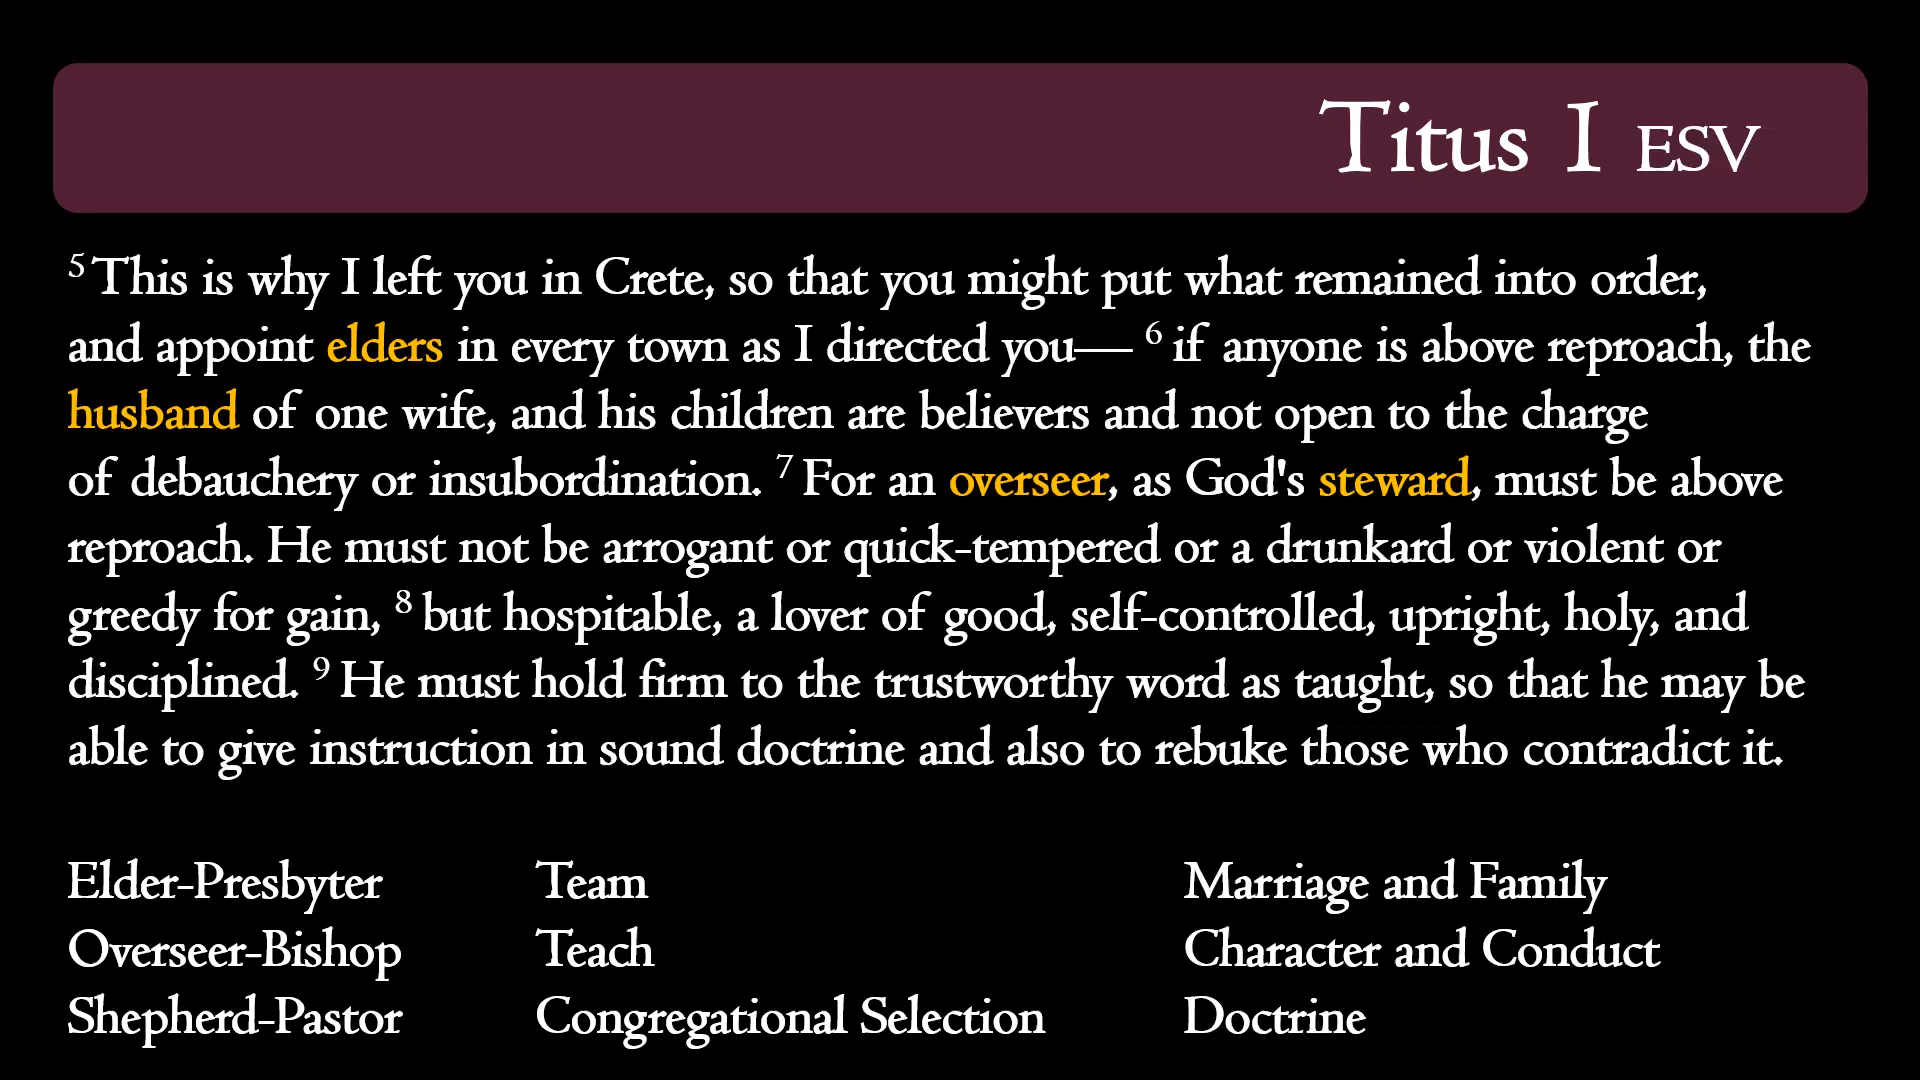 Titus 1 ESV
5 This is why I left you in Crete, so that you might put what remained into order,
and appoint elders in every town as I directed you— 6 if anyone is above reproach, the
husband of one wife, and his children are believers and not open to the charge
of debauchery or insubordination. 7 For an overseer, as God's steward, must be above
reproach. He must not be arrogant or quick-tempered or a drunkard or violent or
greedy for gain, 8 but hospitable, a lover of good, self-controlled, upright, holy, and
disciplined. 9 He must hold firm to the trustworthy word as taught, so that he may be
able to give instruction in sound doctrine and also to rebuke those who contradict it.
Elder-Presbyter
Overseer-Bishop
Shepherd-Pastor
Team
Teach
Congregational Selection
Marriage and Family
Character and Conduct
Doctrine